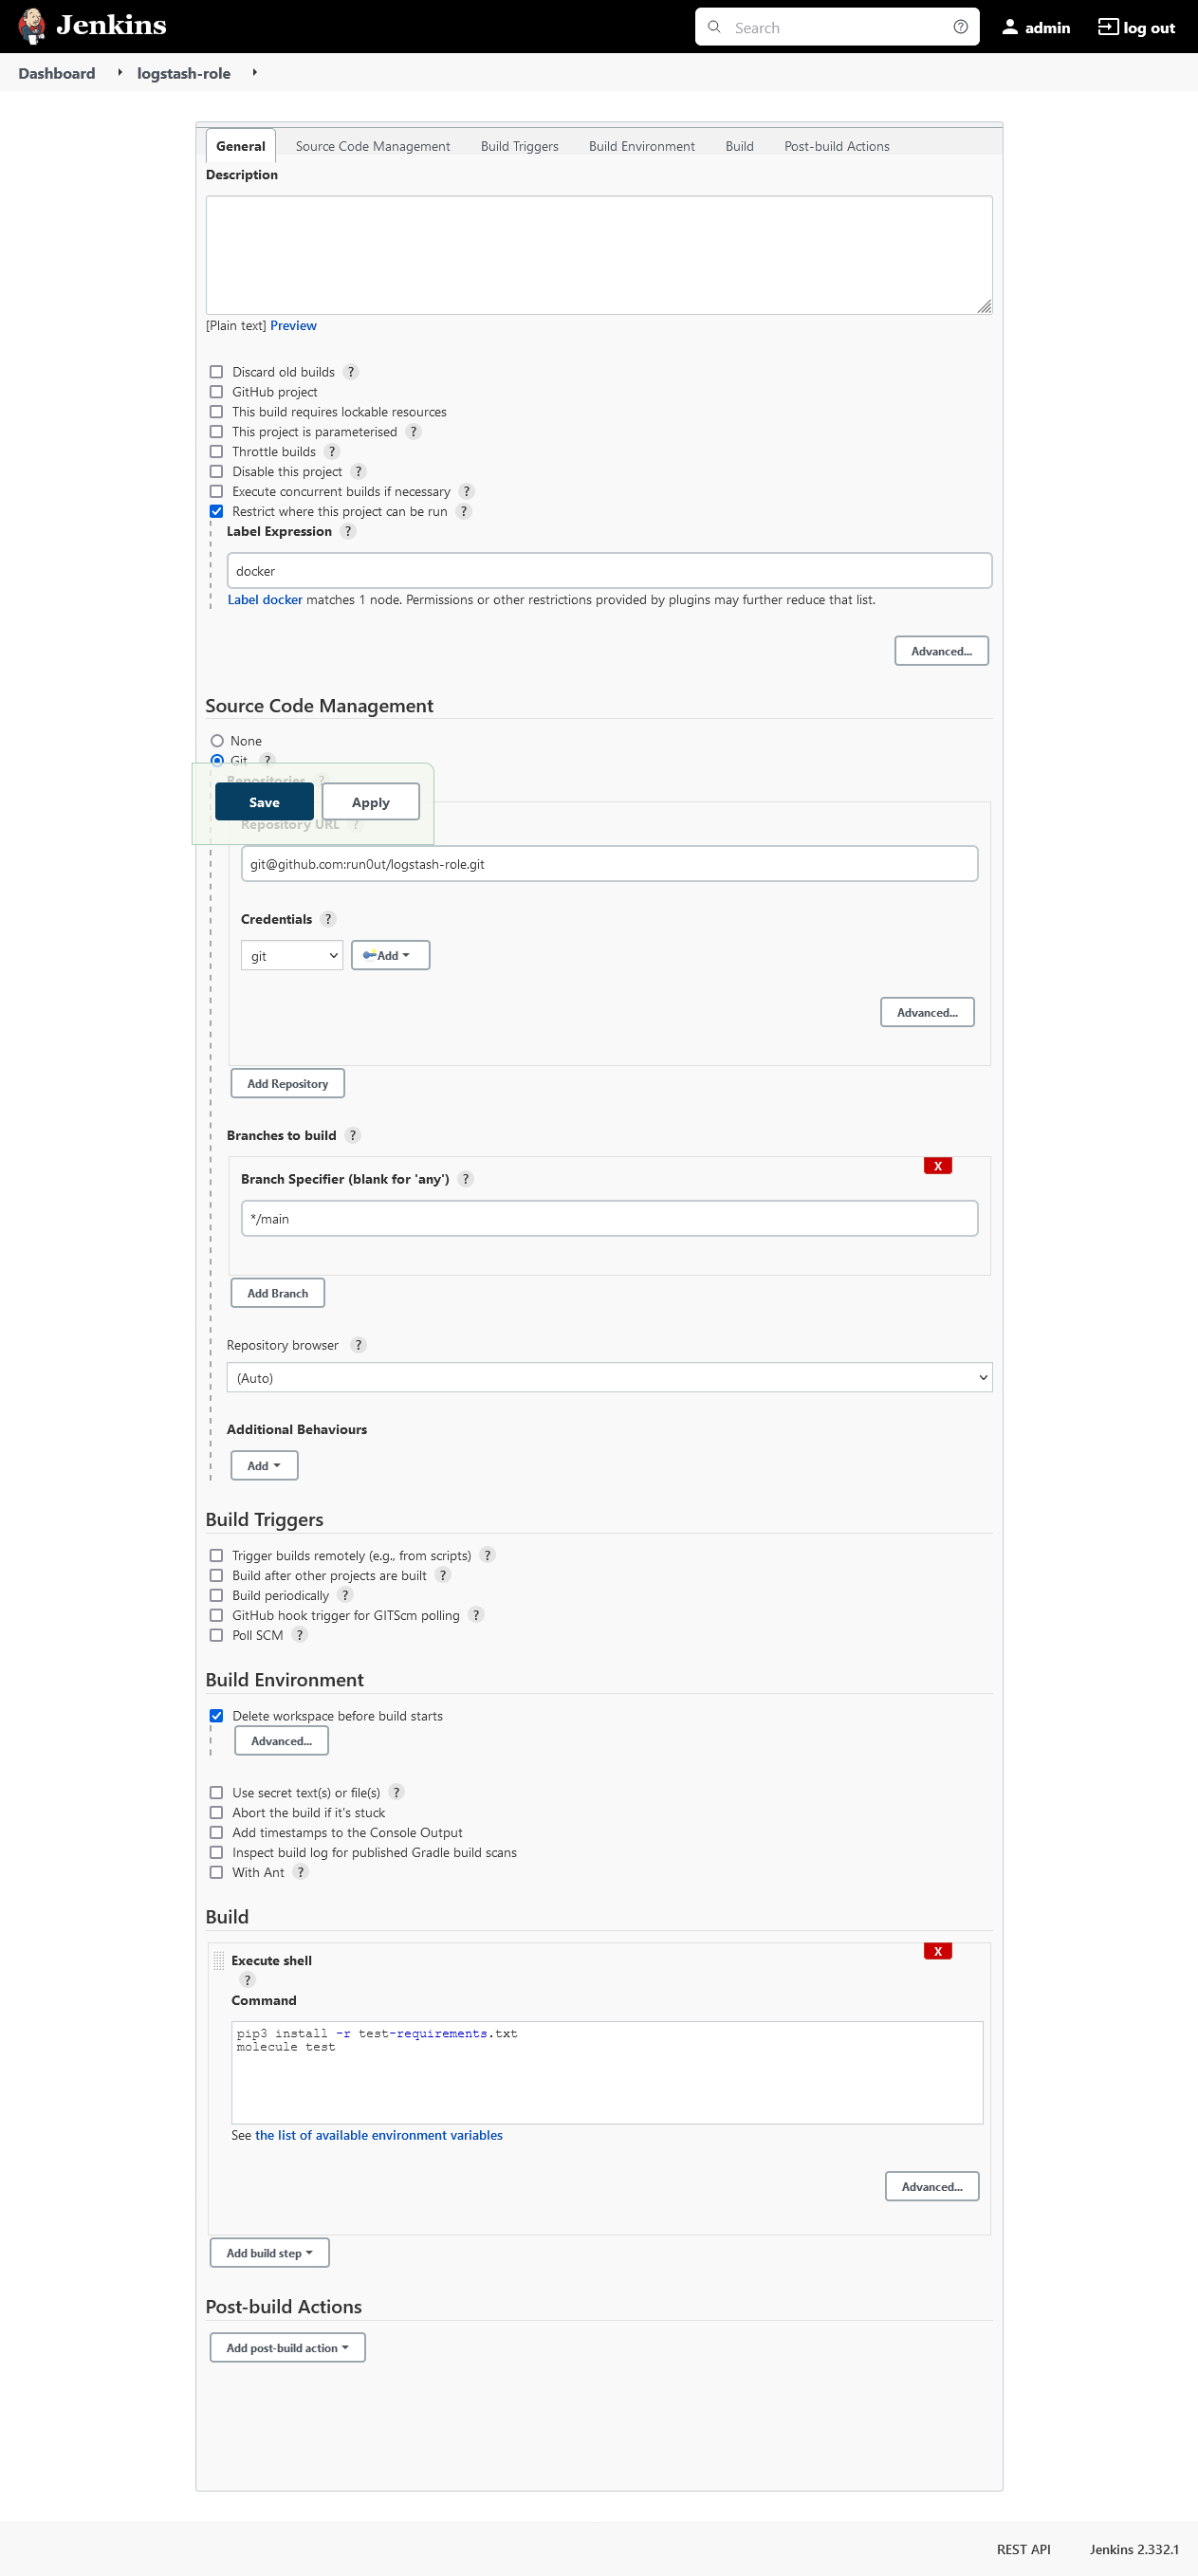 Jenkins
Search
admin
log out
Dashboard
logstash-role
General
Source Code Management
Build Triggers
Build Environment
Build
Post-build Actions
Description
[Plain text] Preview
Discard old builds ?
GitHub project
This build requires lockable resources
This project is parameterised ?
Throttle builds ?
Disable this project ?
Execute concurrent builds if necessary ?
Restrict where this project can be run ?
Label Expression ?
docker
Label docker matches 1 node. Permissions or other restrictions provided by plugins may further reduce that list.
Advanced...
Source Code Management
None
Git ?
Repositories ?
Save
Apply
Repository URL ?
git@github.com:run0ut/logstash-role.git
Credentials ?
git
Add
Advanced...
Add Repository
Branches to build ?
X
Branch Specifier (blank for 'any') ?
*/main
Add Branch
Repository browser ?
(Auto)
Additional Behaviours
Add
Build Triggers
Trigger builds remotely (e.g., from scripts) ?
Build after other projects are built ?
Build periodically ?
GitHub hook trigger for GITScm polling ?
Poll SCM ?
Build Environment
Delete workspace before build starts
Advanced...
Use secret text(s) or file(s) ?
Abort the build if it's stuck
Add timestamps to the Console Output
Inspect build log for published Gradle build scans
With Ant ?
Build
X
Execute shell
?
Command
pip3 install -r test-requirements.txt
molecule test
See the list of available environment variables
Advanced...
Add build step
Post-build Actions
Add post-build action
REST API
Jenkins 2.332.1